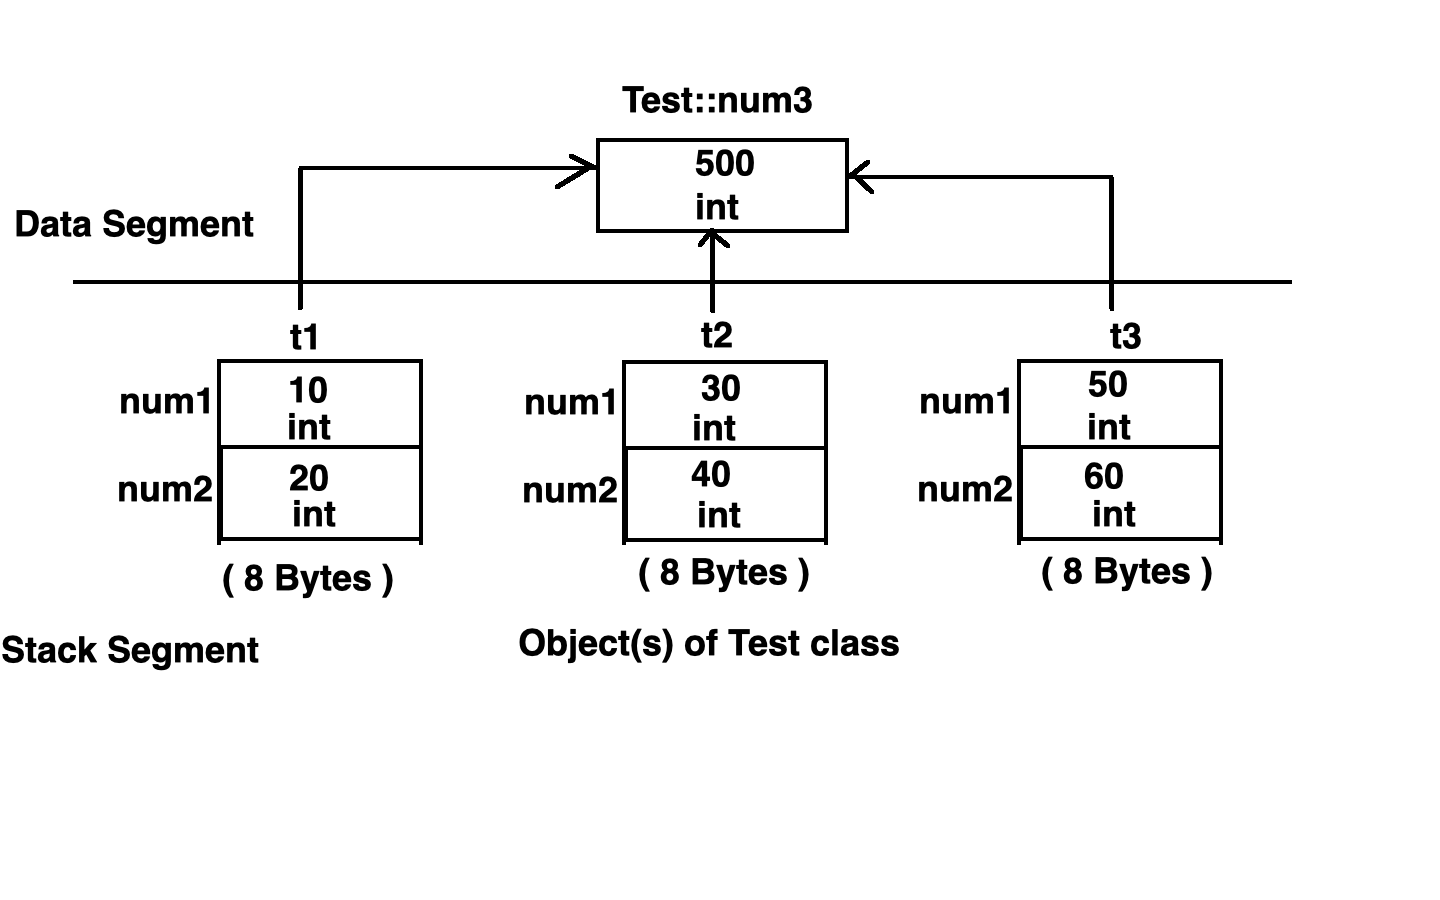 Test::num3
500
int
Data Segment
t1
t2
t3
num1
10
int
num2
20
int
( 8 Bytes )
num1
30
int
num2
40
int
( 8 Bytes )
num1
50
int
num2
60
int
( 8 Bytes )
Stack Segment
Object(s) of Test class